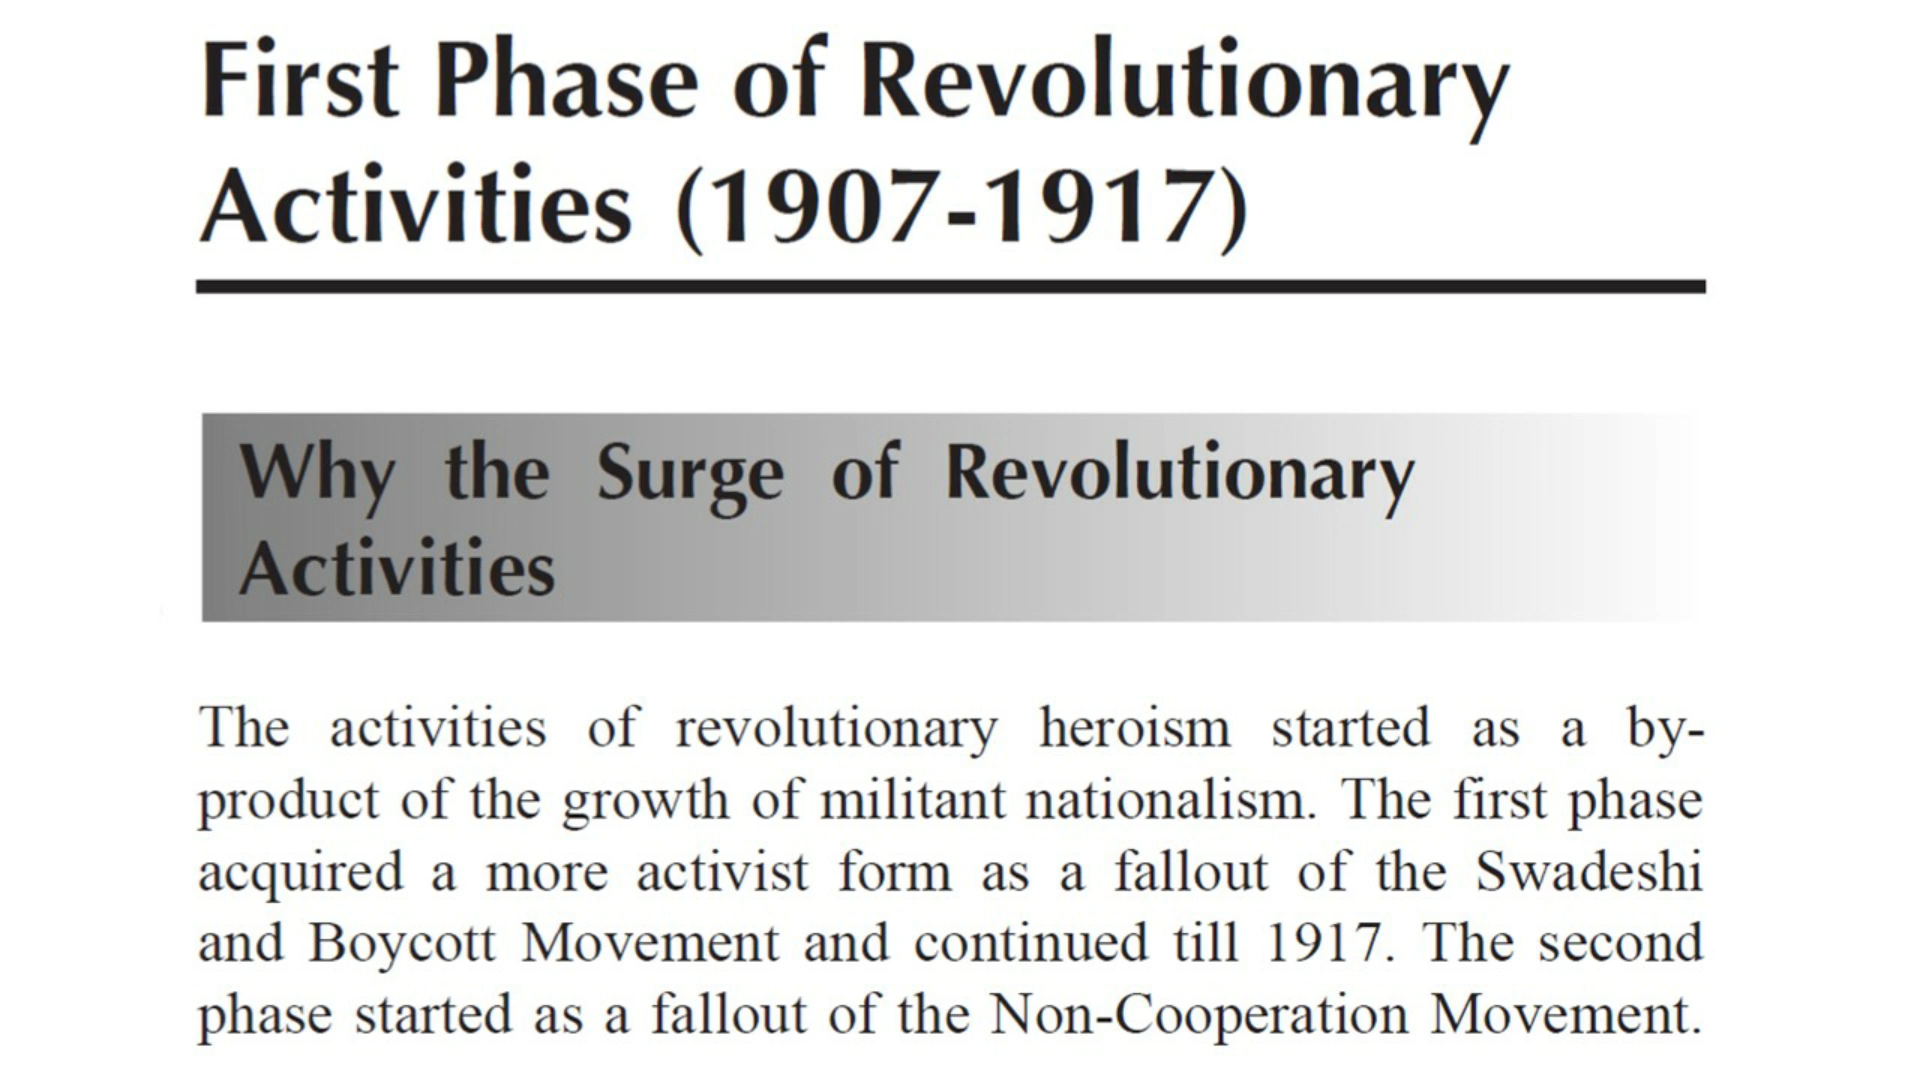 First Phase of Revolutionary
Activities (1907-1917)
Why the Surge of Revolutionary
Activities
The activities of revolutionary heroism started as a by-
product of the growth of militant nationalism. The first phase
acquired a more activist form as a fallout of the Swadeshi
and Boycott Movement and continued till 1917. The second
phase started as a fallout of the Non-Cooperation Movement.